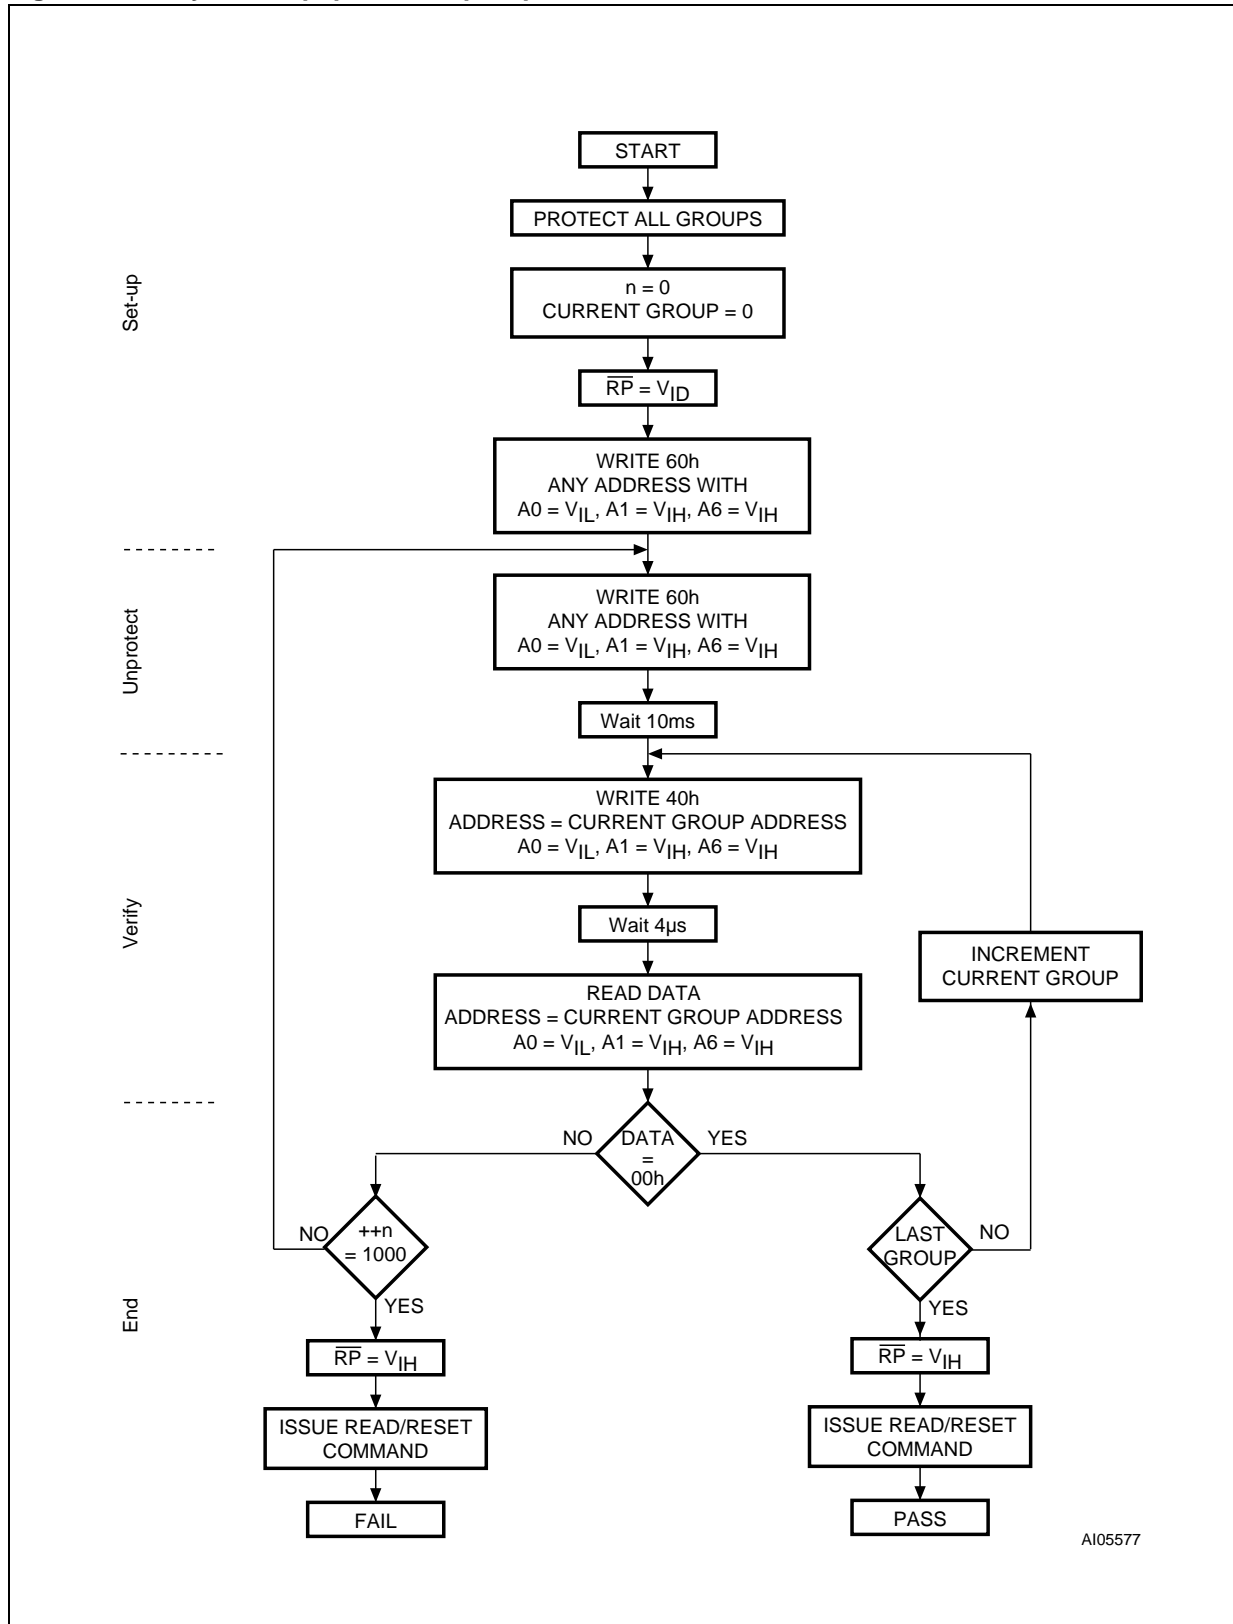 START
PROTECT ALL GROUPS
n = 0
CURRENT GROUP = 0
Set-up
RP = VID
WRITE 60h
ANY ADDRESS WITH
A0 = VIL, A1 = VIH, A6 = VIH
Unprotect
WRITE 60h
ANY ADDRESS WITH
A0 = VIL, A1 = VIH, A6 = VIH
Wait 10ms
Verify
WRITE 40h
ADDRESS = CURRENT GROUP ADDRESS
A0 = VIL, A1 = VIH, A6 = VIH
Wait 4µs
INCREMENT
CURRENT GROUP
READ DATA
ADDRESS = CURRENT GROUP ADDRESS
A0 = VIL, A1 = VIH, A6 = VIH
End
NO
DATA
=
00h
YES
NO
++n
= 1000
LAST
GROUP
NO
YES
YES
RP = VIH
RP = VIH
ISSUE READ/RESET
COMMAND
ISSUE READ/RESET
COMMAND
FAIL
PASS
AI05577